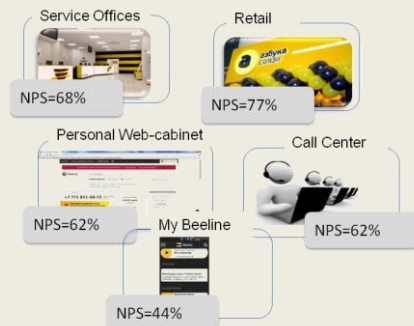 Service Offices
Retail
азбука
связи
NPS=68%
NPS=77%
Personal Web-cabinet
Call Center
NPS=62%
NPS=62%
My Beeline
NPS=44%